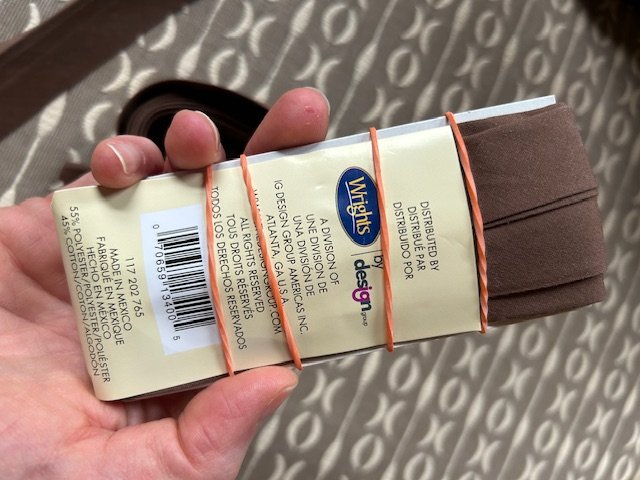 DISTRIBUTED BY
DISTRIBUÉ PAR
DISTRIBUIDO POR
Wrights by design group
A DIVISION OF
UNE DIVISION DE
UNA DIVISIÓN DE
IG DESIGN GROUP AMERICAS INC.
ATLANTA, GA U.S.A.
ALL RIGHTS RESERVED
TOUS DROITS RÉSERVÉS
TODOS LOS DERECHOS RESERVADOS
0 70659 13400 5
117 202 765
MADE IN MEXICO
FABRIQUÉ EN MEXIQUE
HECHO EN MÉXICO
55% POLYESTER/POLYESTER/POLIÉSTER
45% COTTON/COTON/ALGODÓN